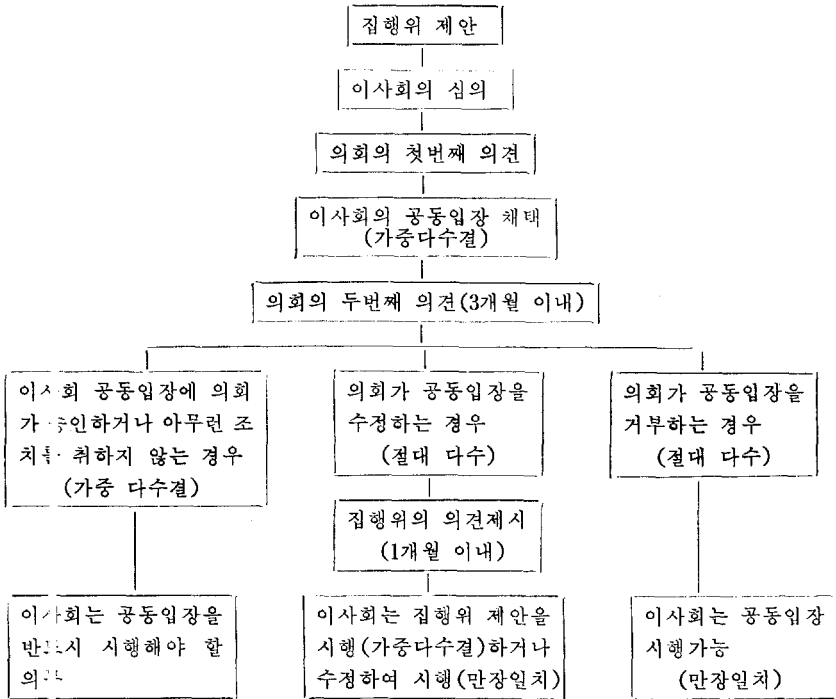 집행위 제안
이사회의 심의
의회의 첫번째 의견
이사회의 공동입장 채택
(가중다수결)
의회의 두번째 의견(3개월 이내)
이사회 공동입장에 의회
가 승인하거나 아무런 조
치를 취하지 않는 경우
(가중 다수결)
의회가 공동입장을
수정하는 경우
(절대 다수)
의회가 공동입장을
거부하는 경우
(절대 다수)
집행위의 의견제시
(1개월 이내)
이사회는 공동입장을
반드시 시행해야 할
이사회는 집행위 제안을
시행(가중다수결)하거나
수정하여 시행(만장일치)
이사회는 공동입장
시행가능
(만장일치)